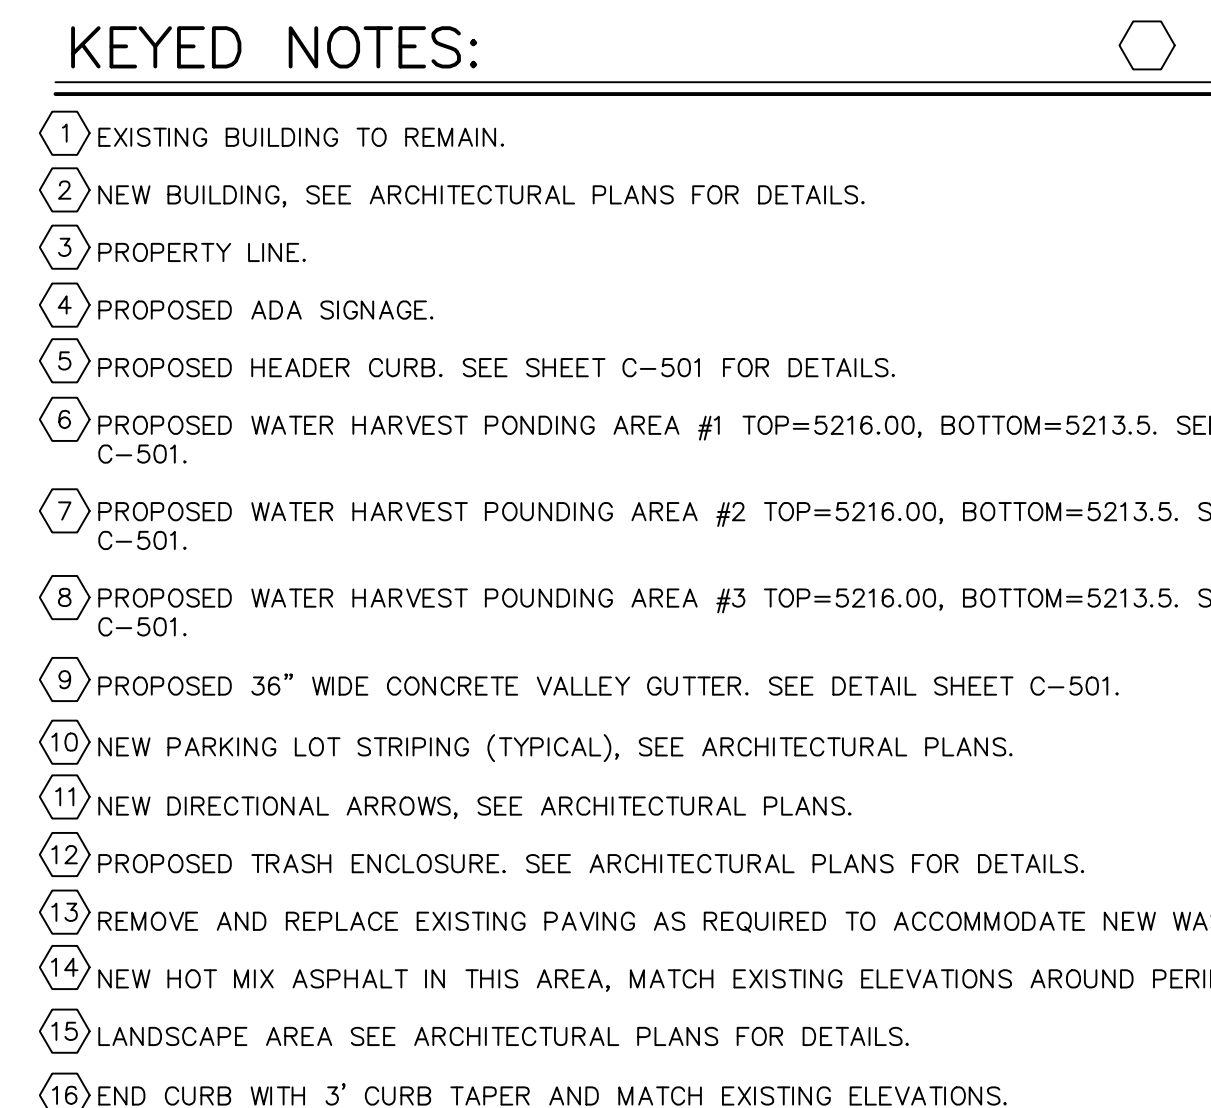 KEYED NOTES:
1 EXISTING BUILDING TO REMAIN.
2 NEW BUILDING, SEE ARCHITECTURAL PLANS FOR DETAILS.
3 PROPERTY LINE.
4 PROPOSED ADA SIGNAGE.
5 PROPOSED HEADER CURB. SEE SHEET C-501 FOR DETAILS.
6 PROPOSED WATER HARVEST PONDING AREA #1 TOP=5216.00, BOTTOM=5213.5.
C-501.
7 PROPOSED WATER HARVEST POUNDING AREA #2 TOP=5216.00, BOTTOM=5213.5.
C-501.
8 PROPOSED WATER HARVEST POUNDING AREA #3 TOP=5216.00, BOTTOM=5213.5.
C-501.
9 PROPOSED 36" WIDE CONCRETE VALLEY GUTTER. SEE DETAIL SHEET C-501.
10 NEW PARKING LOT STRIPING (TYPICAL), SEE ARCHITECTURAL PLANS.
11 NEW DIRECTIONAL ARROWS, SEE ARCHITECTURAL PLANS.
12 PROPOSED TRASH ENCLOSURE. SEE ARCHITECTURAL PLANS FOR DETAILS.
13 REMOVE AND REPLACE EXISTING PAVING AS REQUIRED TO ACCOMMODATE NEW
14 NEW HOT MIX ASPHALT IN THIS AREA, MATCH EXISTING ELEVATIONS AROUND
15 LANDSCAPE AREA SEE ARCHITECTURAL PLANS FOR DETAILS.
16 END CURB WITH 3' CURB TAPER AND MATCH EXISTING ELEVATIONS.